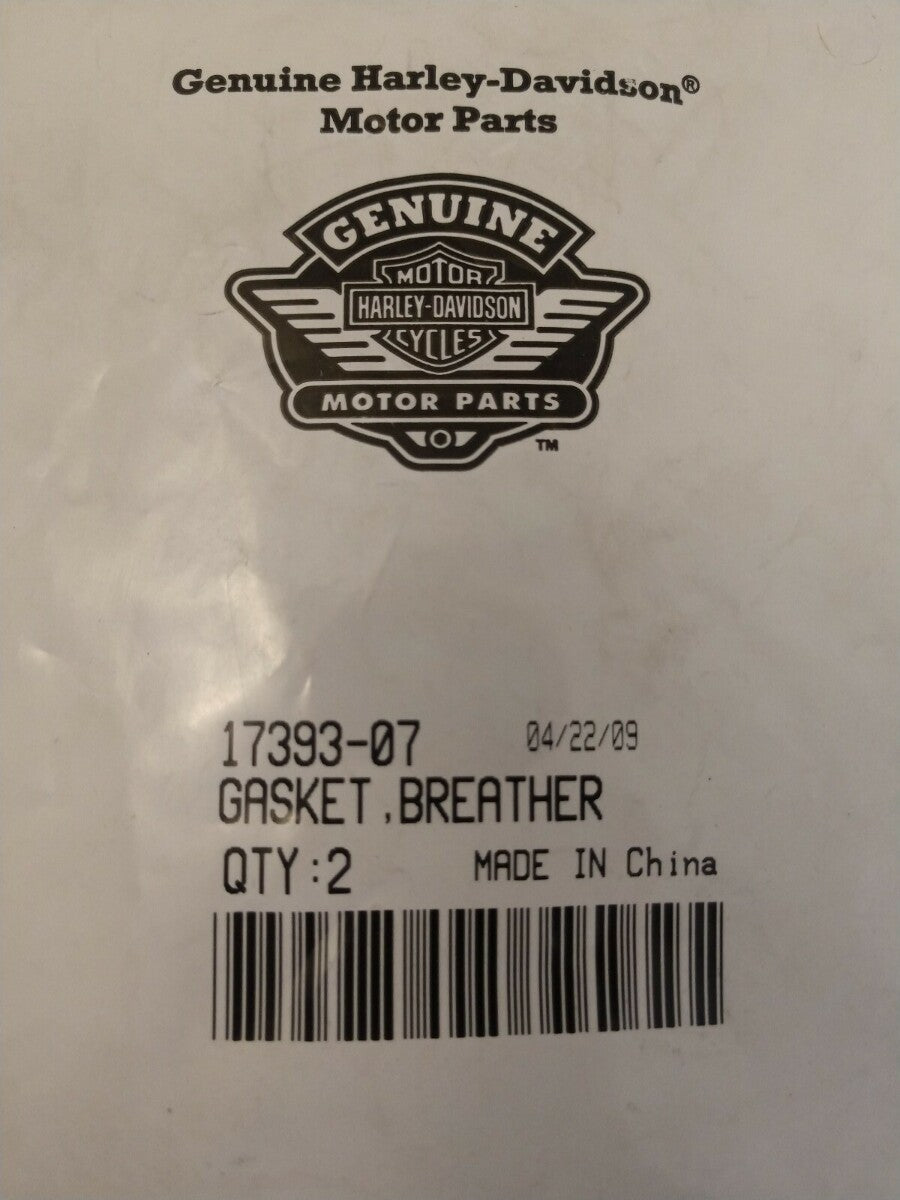 Genuine Harley-Davidson®
Motor Parts
GENUINE
MOTOR
HARLEY-DAVIDSON
CYCLES
MOTOR PARTS
TM
17393-07 04/22/09
GASKET,BREATHER
QTY:2 MADE IN China